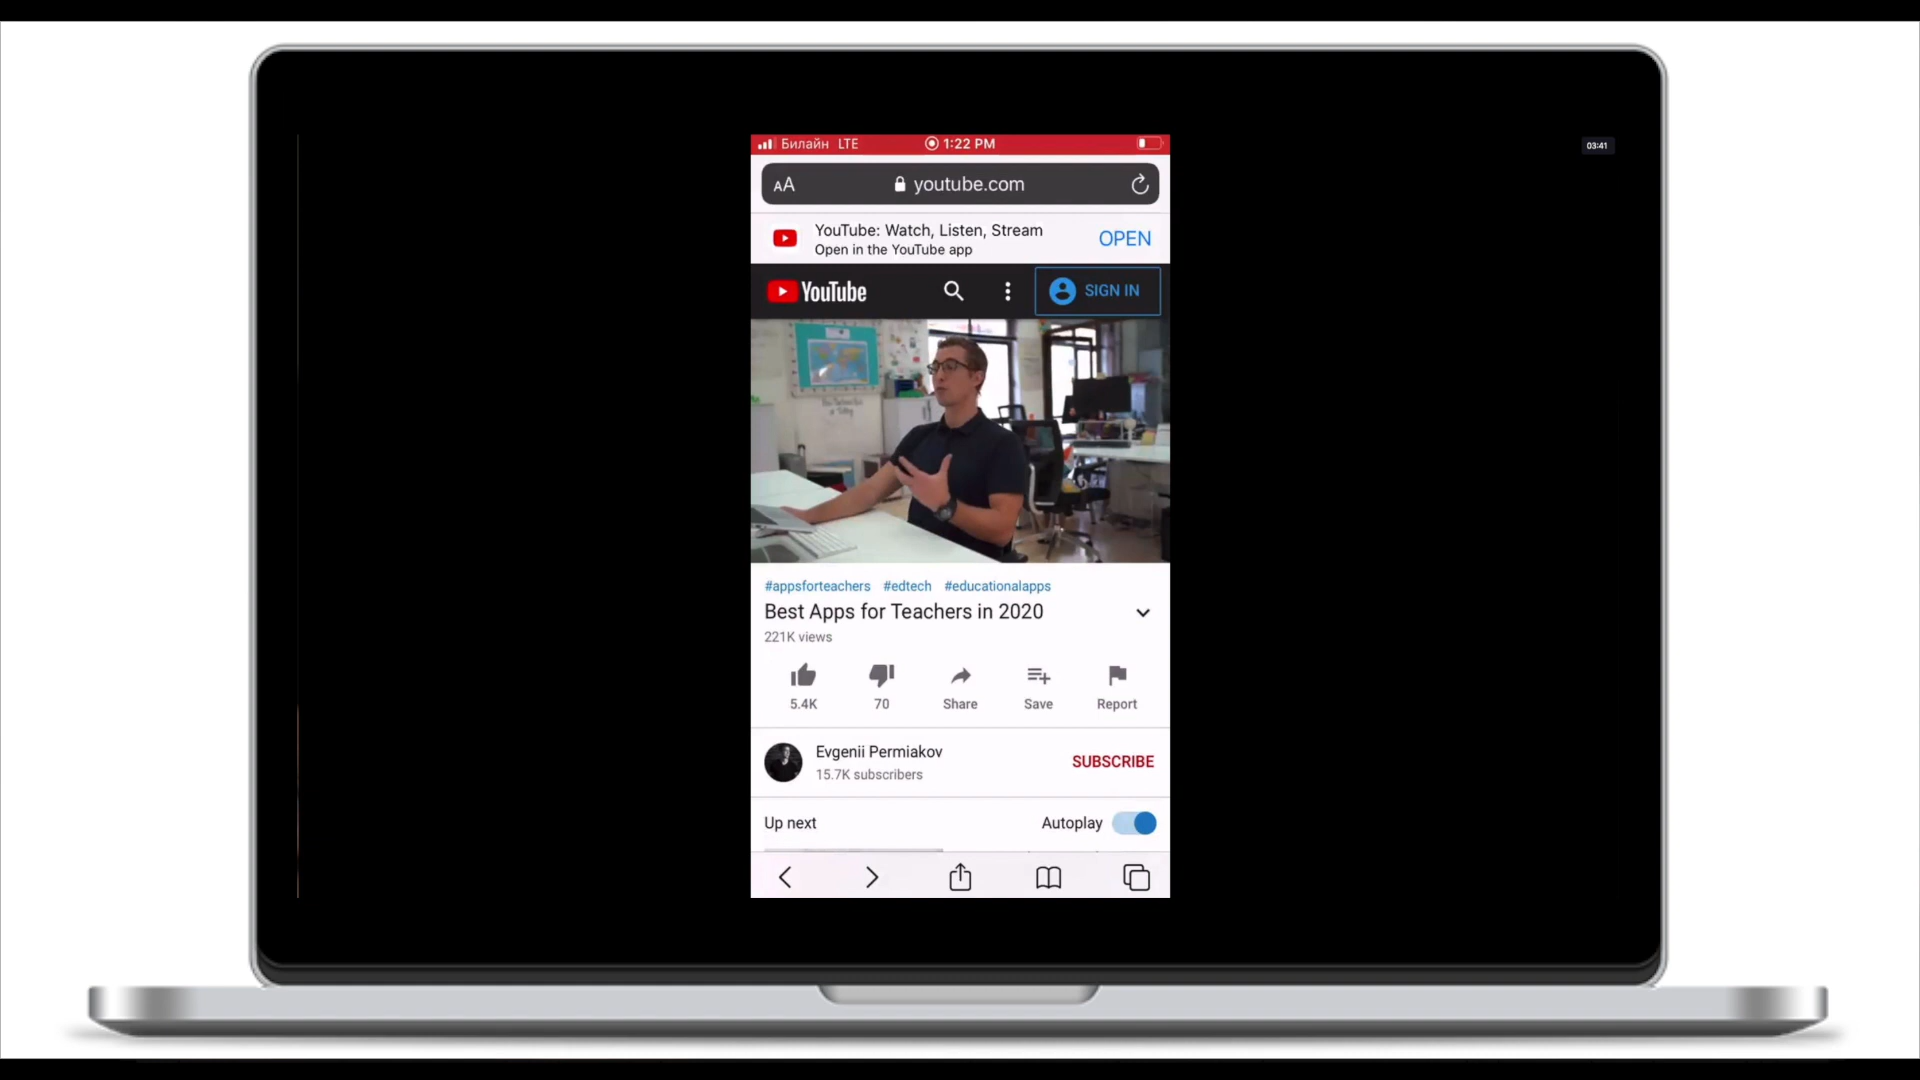 Билайн LTE 1:22 PM
03:41
AA youtube.com
YouTube: Watch, Listen, Stream
Open in the YouTube app
OPEN
YouTube SIGN IN
#appsforteachers #edtech #educationalapps
Best Apps for Teachers in 2020
221K views
5.4K 70 Share Save Report
Evgenii Permiakov
15.7K subscribers
SUBSCRIBE
Up next Autoplay